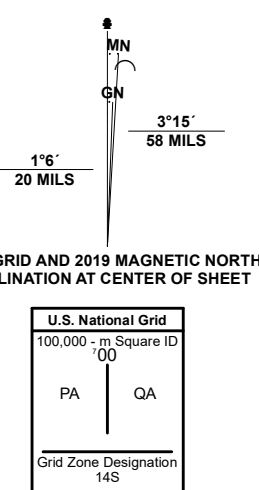 MN
GN
3°15´
58 MILS
1°6´
20 MILS
GRID AND 2019 MAGNETIC NORTH
LINATION AT CENTER OF SHEET
U.S. National Grid
100,000 - m Square ID
⁷00
PA QA
Grid Zone Designation
14S